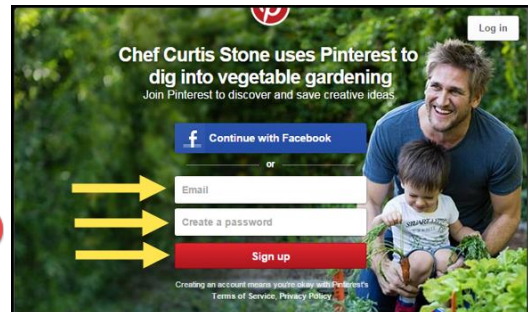 Log in
Chef Curtis Stone uses Pinterest to
dig into vegetable gardening
Join Pinterest to discover and save creative ideas.
f Continue with Facebook
or
Email
Create a password
Sign up
Creating an account means you're okay with Pinterest's
Terms of Service, Privacy Policy